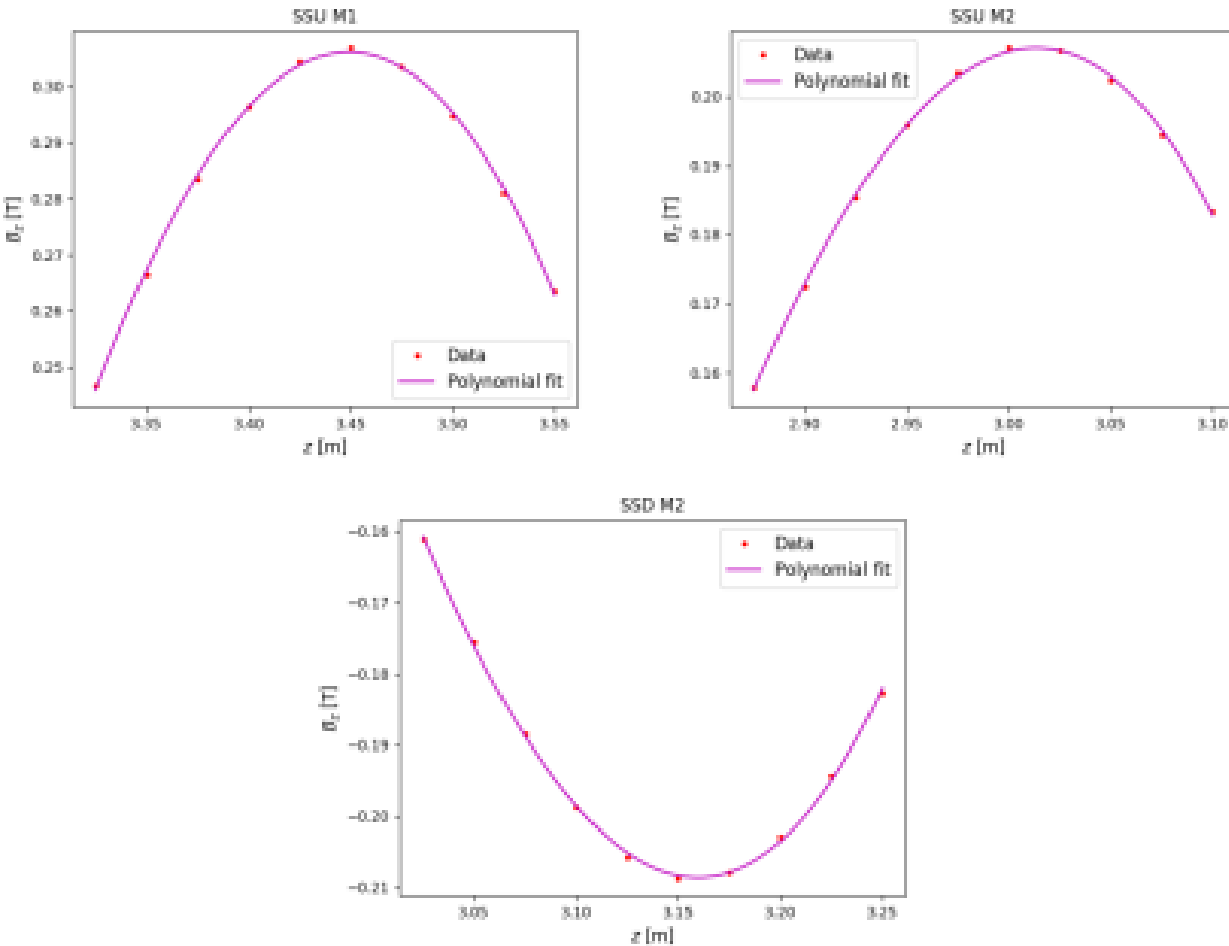 SSU M1
0.30
0.29
0.28
0.27
0.26
0.25
B_z [T]
3.35 3.40 3.45 3.50 3.55
z [m]
Data
Polynomial fit
SSU M2
Data
Polynomial fit
0.20
0.19
0.18
0.17
0.16
B_z [T]
2.90 2.95 3.00 3.05 3.10
z [m]
SSD M2
Data
Polynomial fit
−0.16
−0.17
−0.18
−0.19
−0.20
−0.21
B_z [T]
3.05 3.10 3.15 3.20 3.25
z [m]